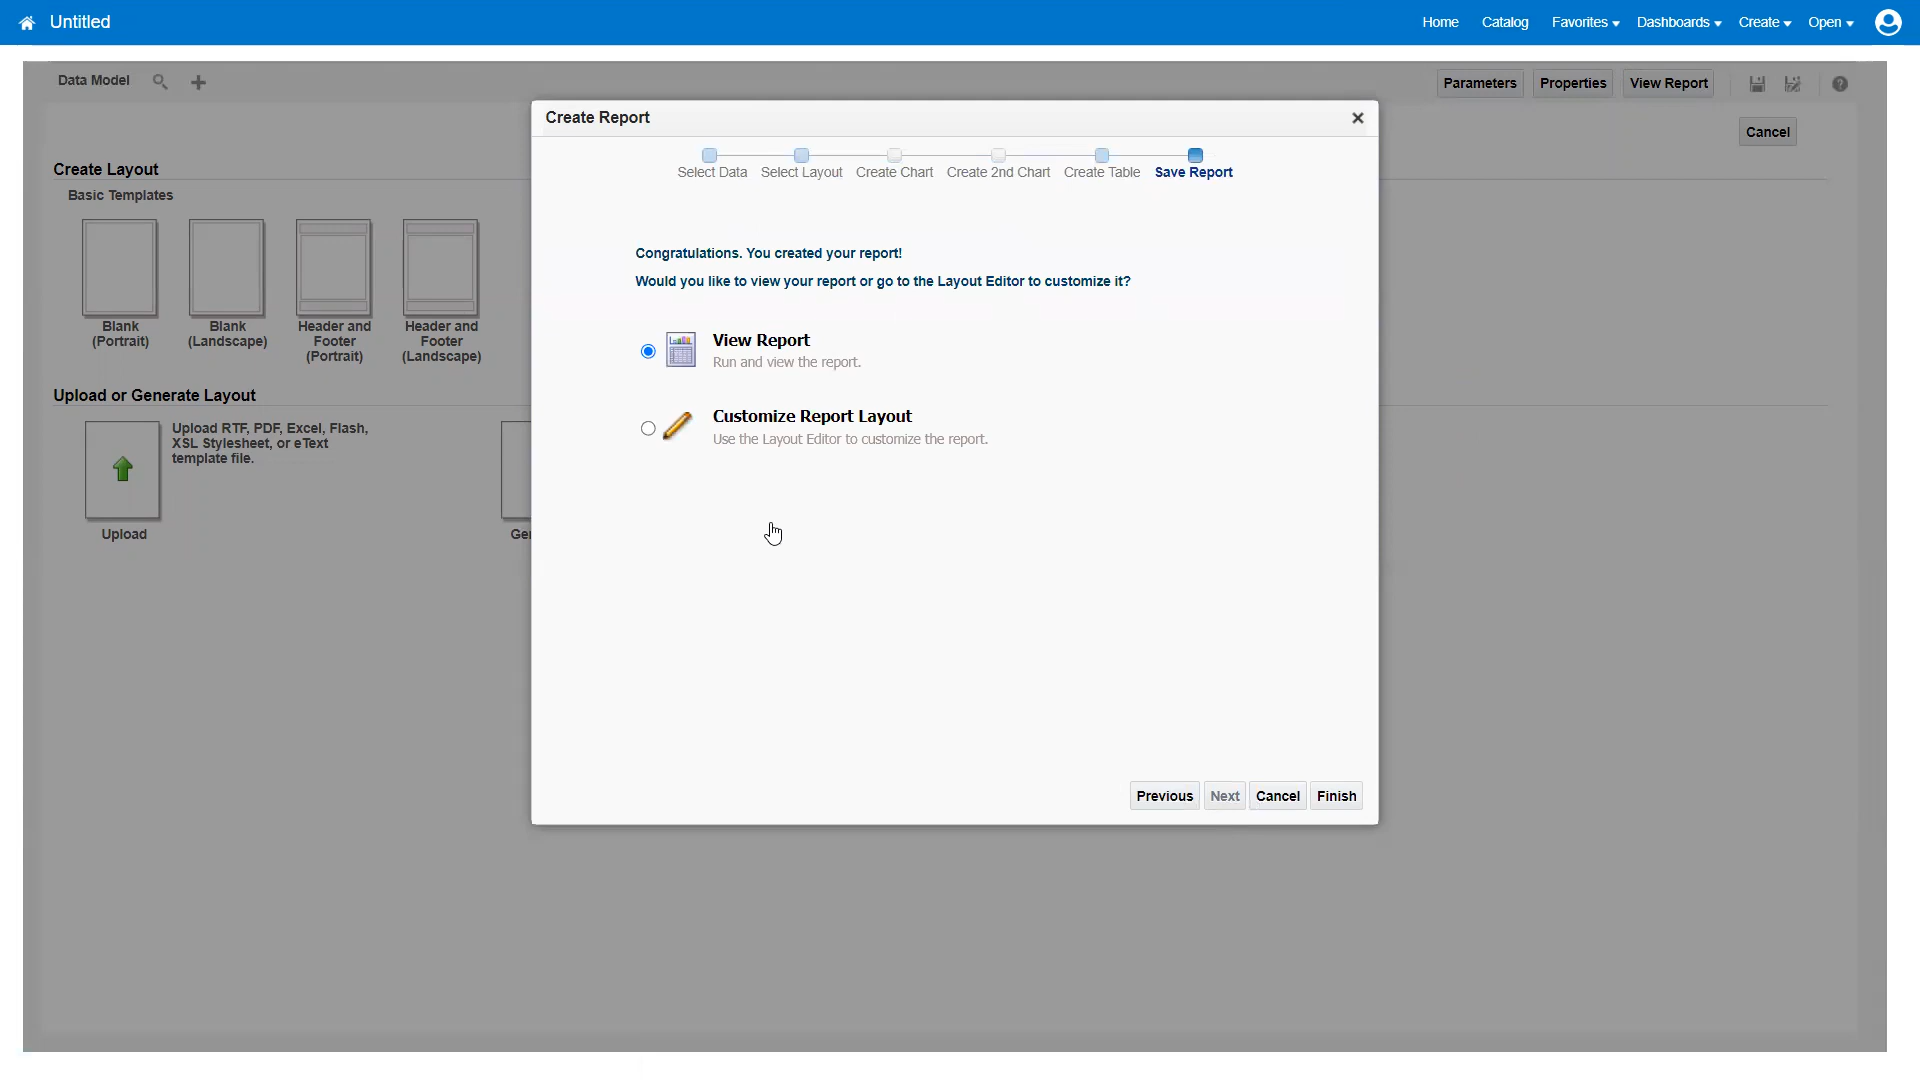 Untitled
Home
Catalog
Favorites
Dashboards
Create
Open
Data Model
Parameters
Properties
View Report
Cancel
Create Layout
Basic Templates
Blank
(Portrait)
Blank
(Landscape)
Header and
Footer
(Portrait)
Header and
Footer
(Landscape)
Upload or Generate Layout
Upload RTF, PDF, Excel, Flash,
XSL Stylesheet, or eText
template file.
Upload
Create Report
Select Data
Select Layout
Create Chart
Create 2nd Chart
Create Table
Save Report
Congratulations. You created your report!
Would you like to view your report or go to the Layout Editor to customize it?
View Report
Run and view the report.
Customize Report Layout
Use the Layout Editor to customize the report.
Previous
Next
Cancel
Finish